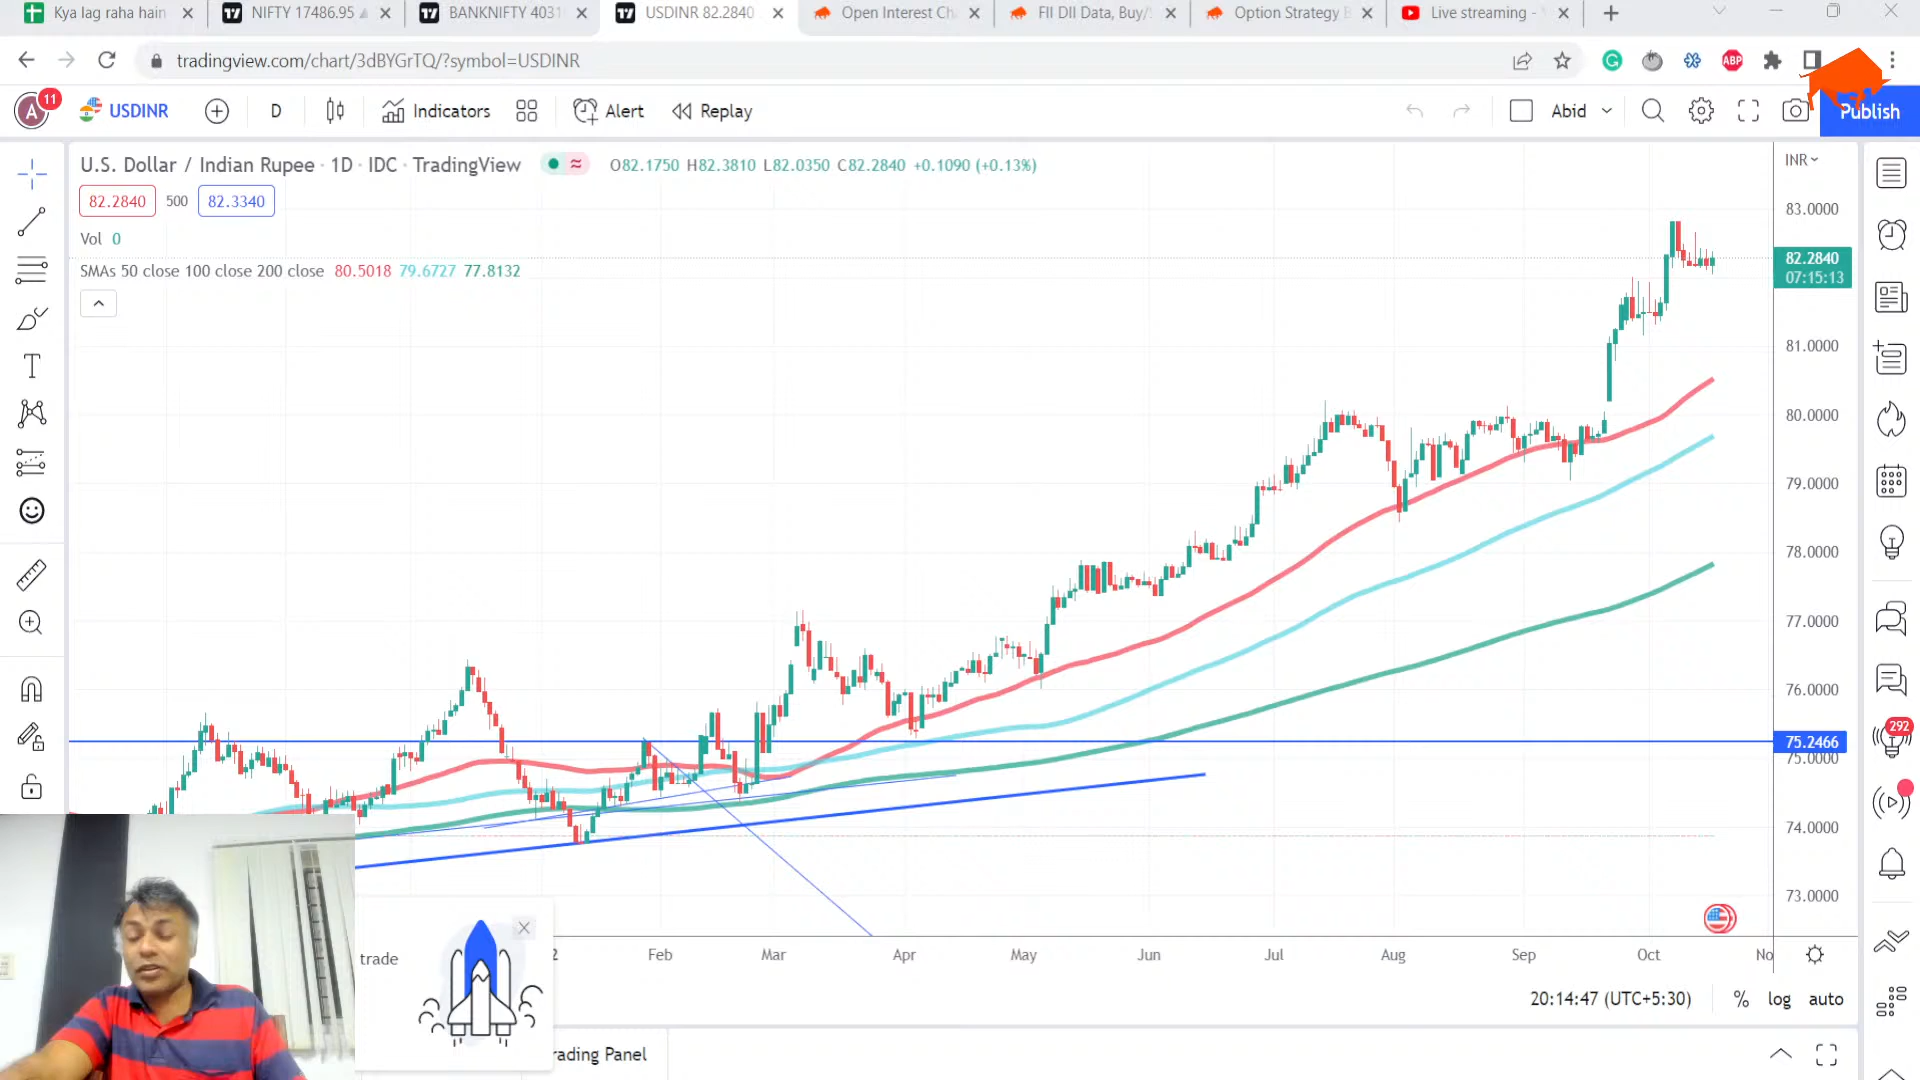 Kya lag raha hain
NIFTY 17486.95
BANKNIFTY 4031
USDINR 82.2840
Open Interest Ch
FII DII Data, Buy/
Option Strategy B
Live streaming -
tradingview.com/chart/3dBYGrTQ/?symbol=USDINR
G
ABP
A
11
USDINR
D
Indicators
Alert
Replay
Abid
Publish
U.S. Dollar / Indian Rupee · 1D · IDC · TradingView
O82.1750 H82.3810 L82.0350 C82.2840 +0.1090 (+0.13%)
INR
82.2840 500 82.3340
Vol 0
SMAs 50 close 100 close 200 close 80.5018 79.6727 77.8132
83.0000
82.2840
07:15:13
81.0000
80.0000
79.0000
78.0000
77.0000
76.0000
75.2466
75.0000
74.0000
73.0000
292
2 Feb Mar Apr May Jun Jul Aug Sep Oct No
trade
20:14:47 (UTC+5:30) % log auto
rading Panel